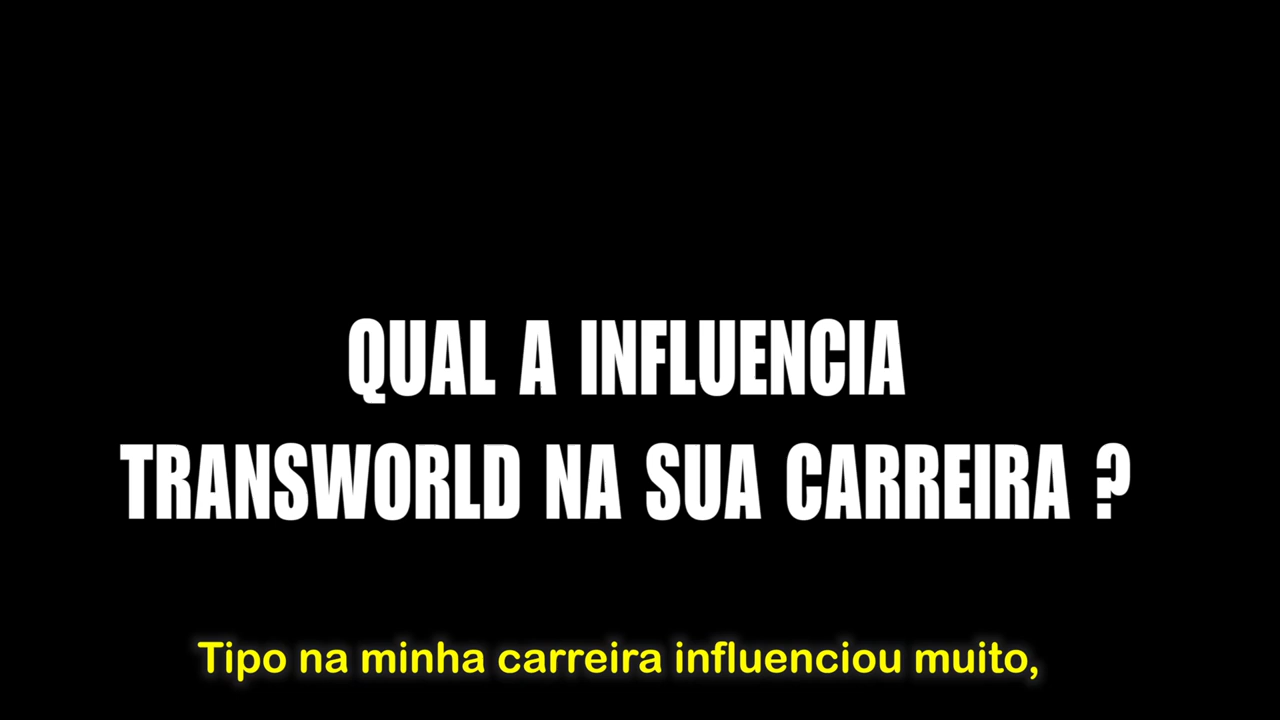 QUAL A INFLUENCIA
TRANSWORLD NA SUA CARREIRA ?
Tipo na minha carreira influenciou muito,